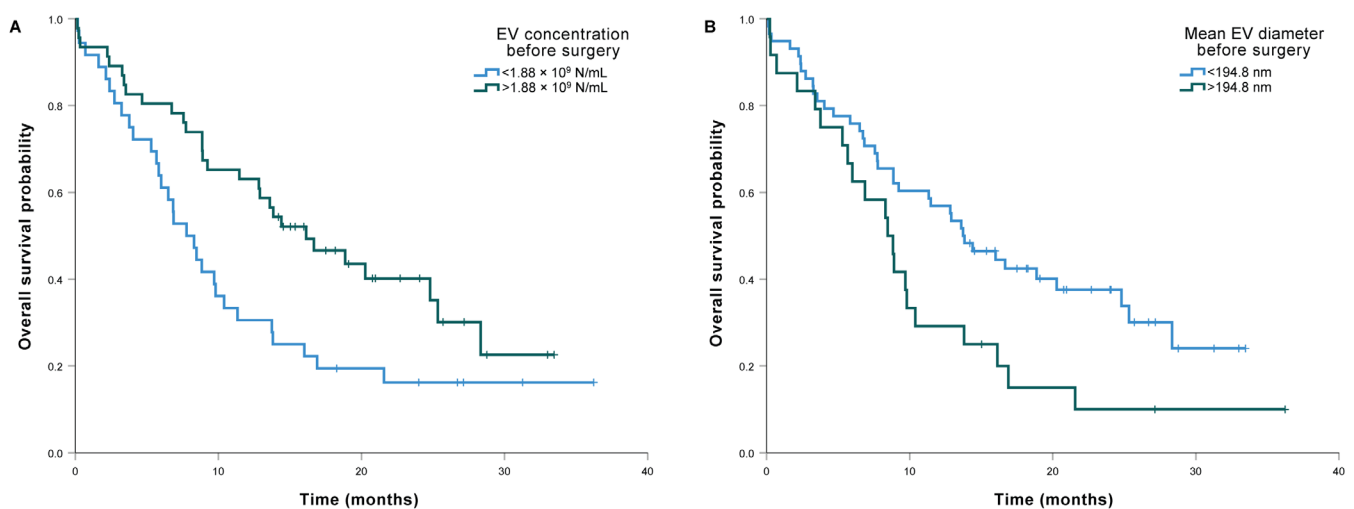 A
EV concentration
before surgery
<1.88 × 10⁹ N/mL
>1.88 × 10⁹ N/mL
Overall survival probability
1.0
0.8
0.6
0.4
0.2
0.0
0 10 20 30 40
Time (months)
B
Mean EV diameter
before surgery
<194.8 nm
>194.8 nm
Overall survival probability
1.0
0.8
0.6
0.4
0.2
0.0
0 10 20 30 40
Time (months)